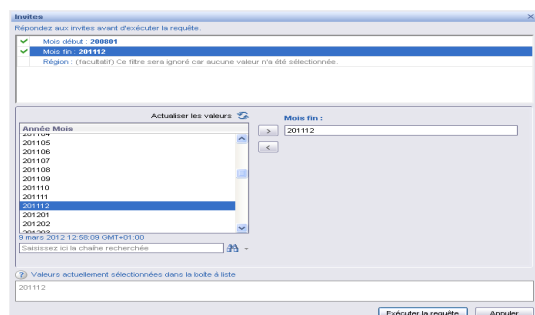 Invites
Répondez aux invites avant d'exécuter la requête.
Mois début : 200801
Mois fin : 201112
Région : (facultatif) Ce filtre sera ignoré car aucune valeur n'a été sélectionnée.
Actualiser les valeurs
Mois fin :
Année Mois
> 201112
<
201104
201105
201106
201107
201108
201109
201110
201111
201112
201201
201202
201203
9 mars 2012 12:58:09 GMT+01:00
Saisissez ici la chaîne recherchée
Valeurs actuellement sélectionnées dans la boîte à liste
201112
Exécuter la requête Annuler